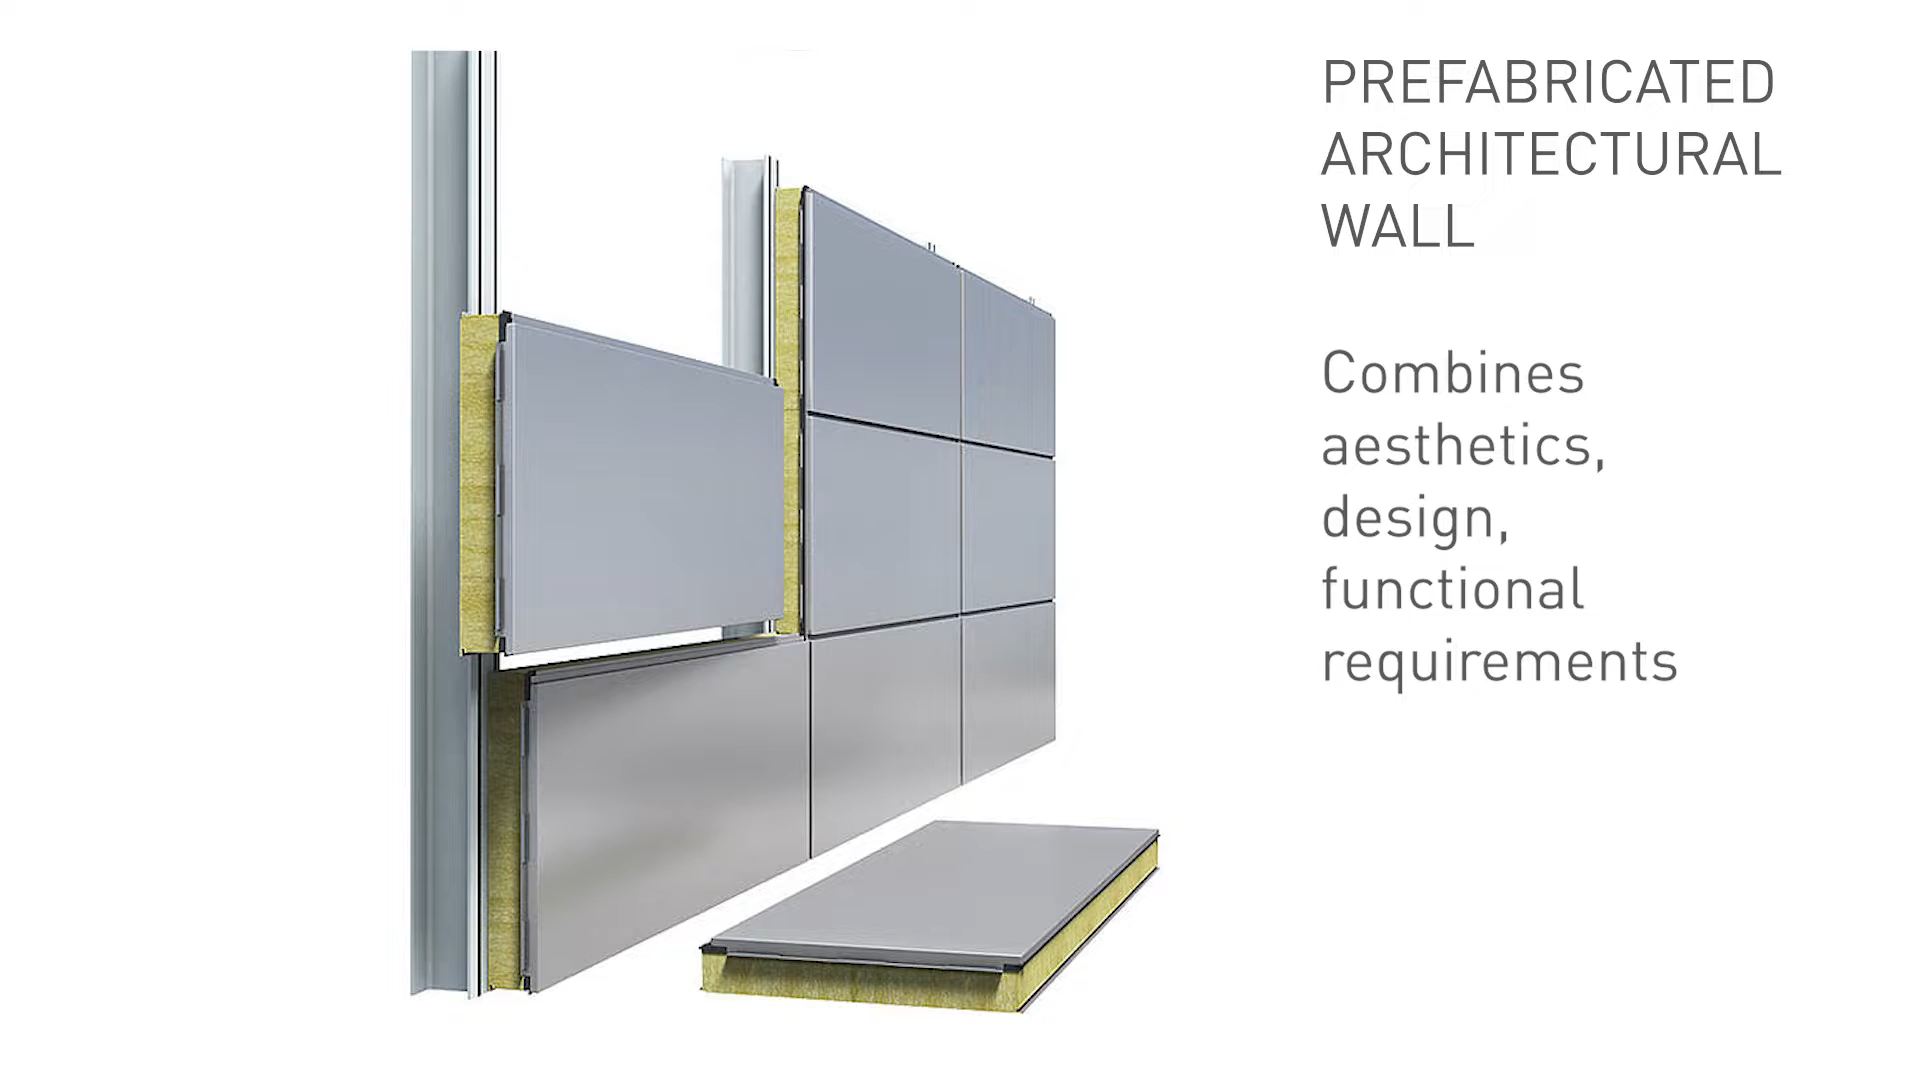 PREFABRICATED
ARCHITECTURAL
WALL
Combines
aesthetics,
design,
functional
requirements